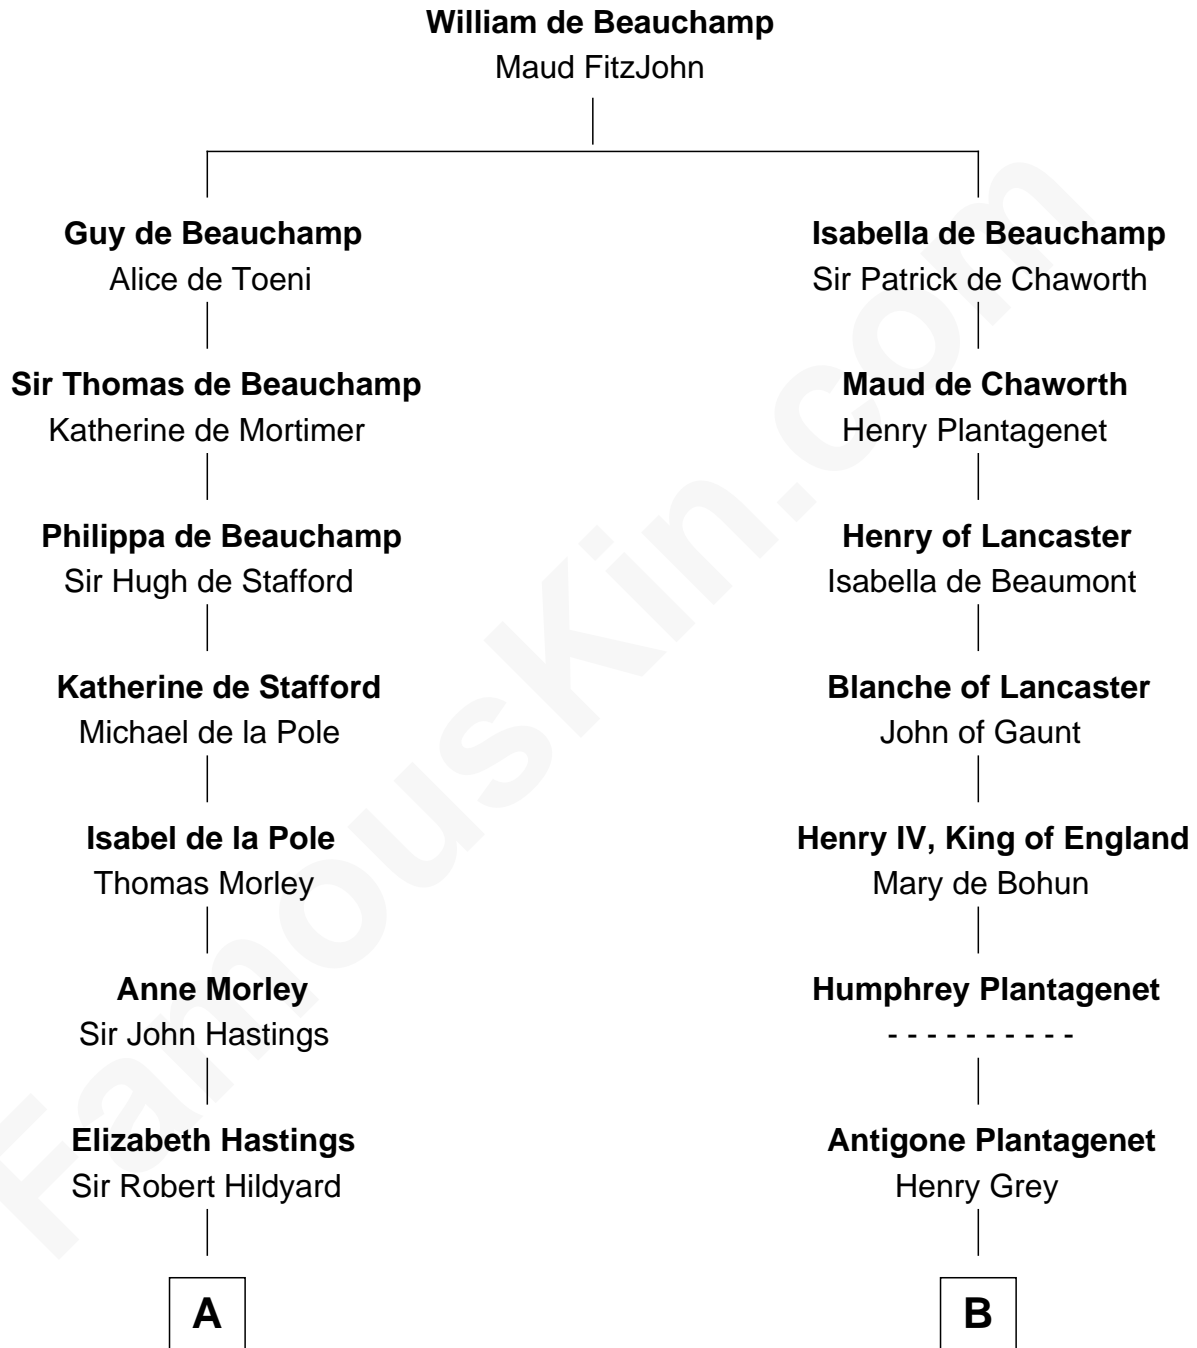 William de Beauchamp
Maud FitzJohn
Guy de Beauchamp
Alice de Toeni
Isabella de Beauchamp
Sir Patrick de Chaworth
Sir Thomas de Beauchamp
Katherine de Mortimer
Maud de Chaworth
Henry Plantagenet
Philippa de Beauchamp
Sir Hugh de Stafford
Henry of Lancaster
Isabella de Beaumont
Katherine de Stafford
Michael de la Pole
Blanche of Lancaster
John of Gaunt
Isabel de la Pole
Thomas Morley
Henry IV, King of England
Mary de Bohun
Anne Morley
Sir John Hastings
Humphrey Plantagenet
- - - - - - - - - -
Elizabeth Hastings
Sir Robert Hildyard
Antigone Plantagenet
Henry Grey
A
B
FamousKin.com